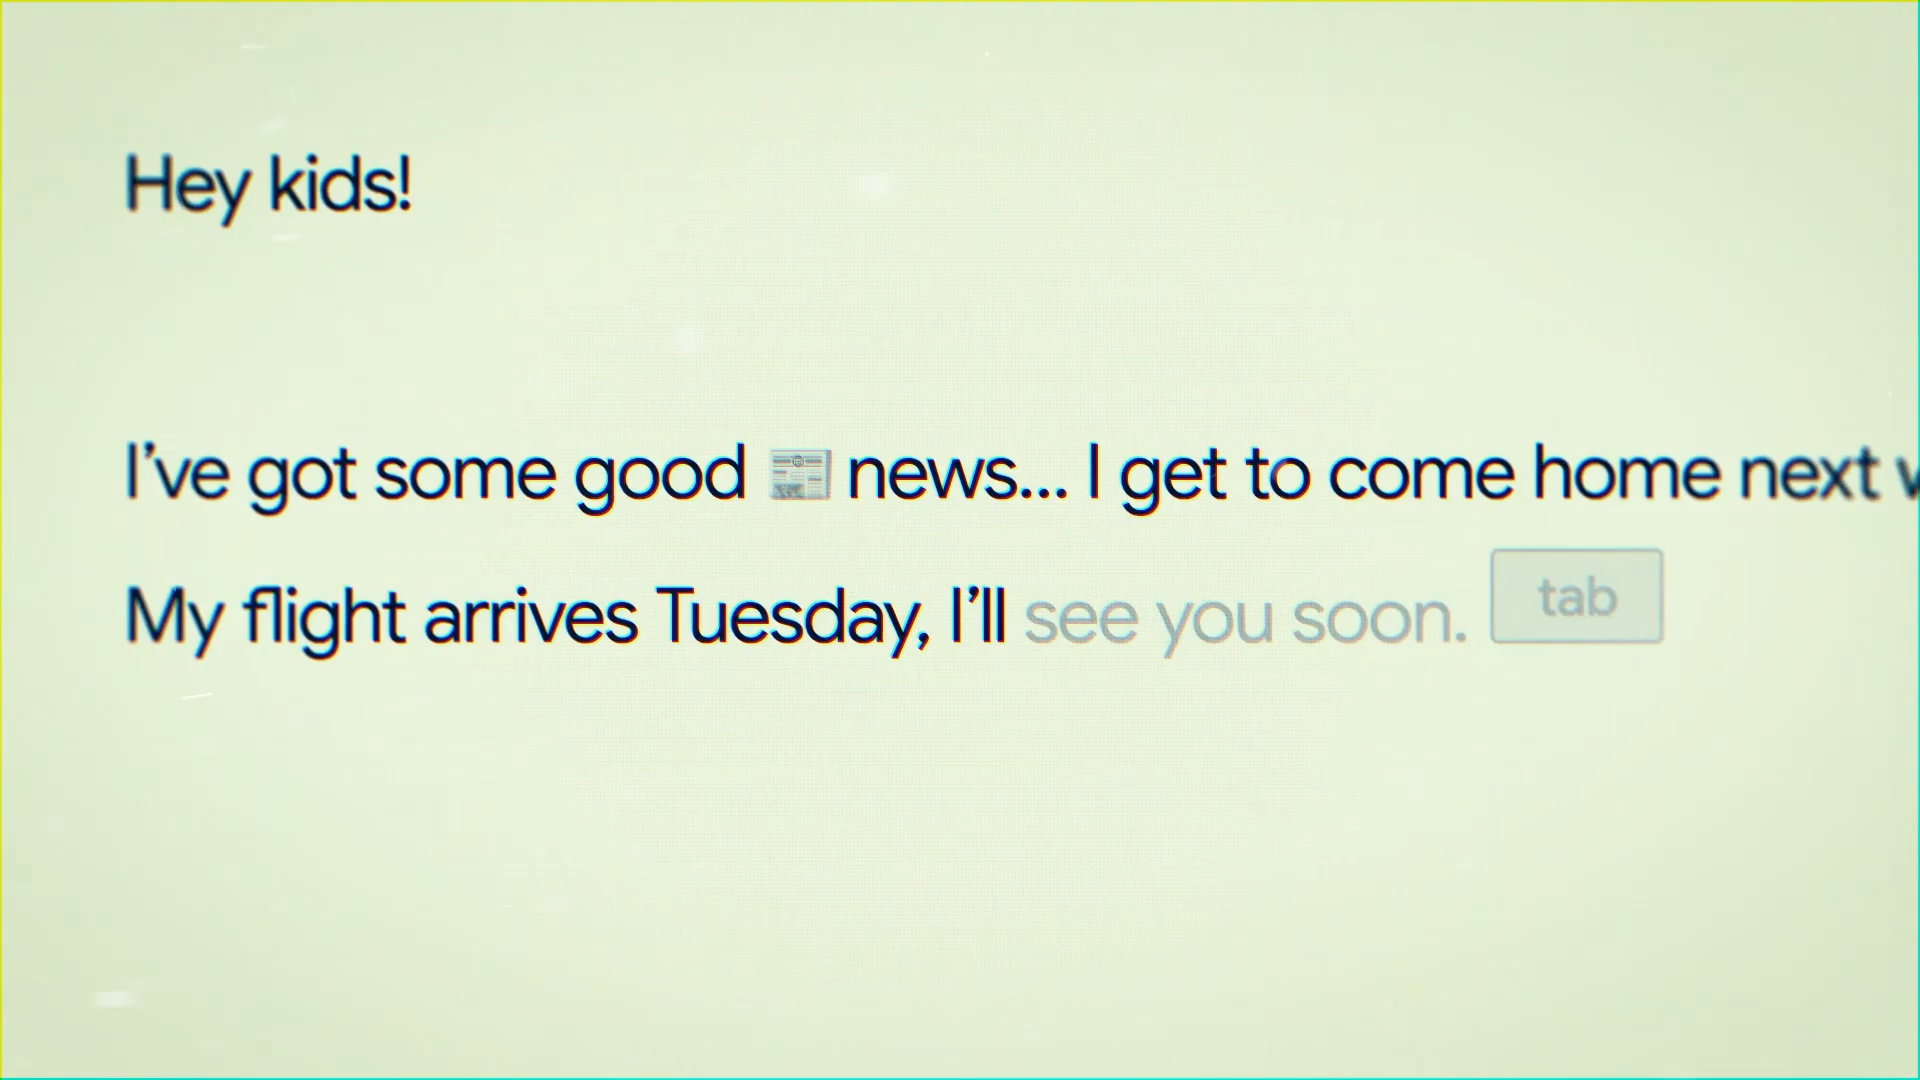 Hey kids!
I’ve got some good 📰 news... I get to come home next
My flight arrives Tuesday, I’ll see you soon. tab